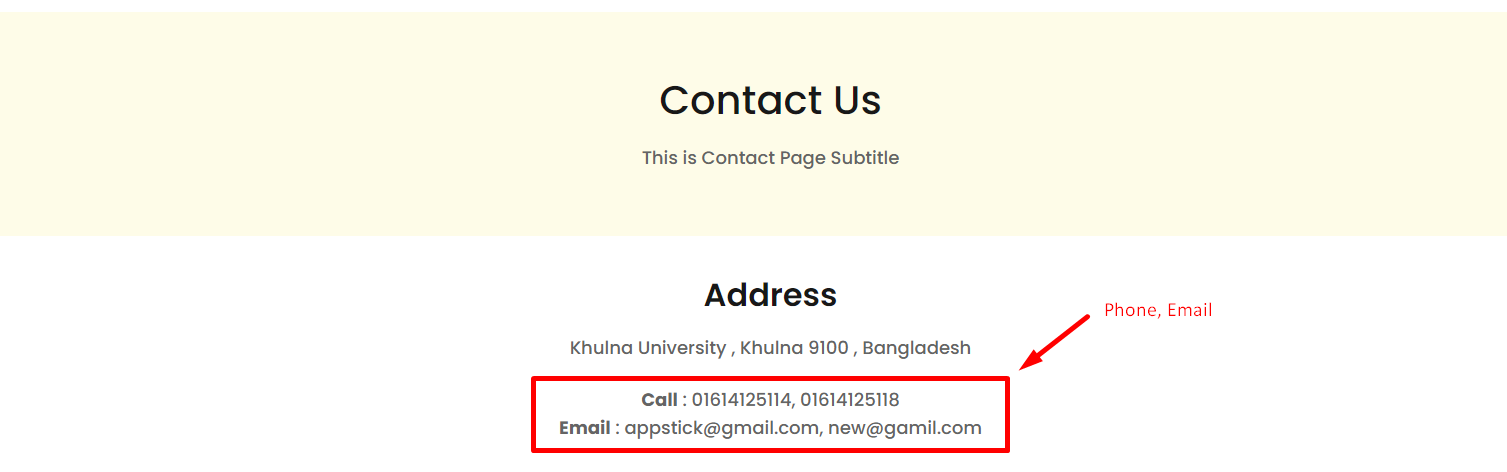 Contact Us
This is Contact Page Subtitle
Address
Phone, Email
Khulna University , Khulna 9100 , Bangladesh
Call : 01614125114, 01614125118
Email : appstick@gmail.com, new@gamil.com